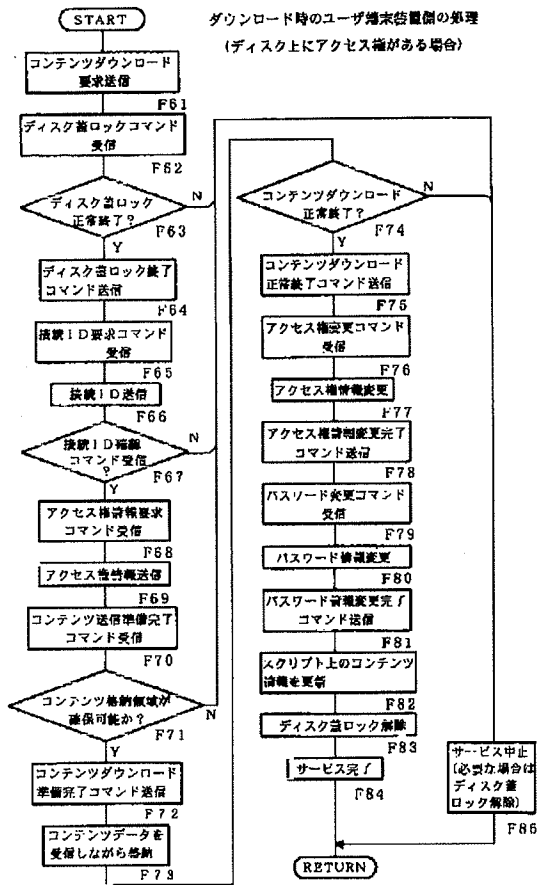 START
ダウンロード時のユーザ端末装置側の処理
(ディスク上にアクセス権がある場合)
コンテンツダウンロード
要求送信
F61
ディスク蓋ロックコマンド
受信
F62
ディスク蓋ロック
正常終了?
N
F63
Y
ディスク蓋ロック終了
コマンド送信
F64
接続ID要求コマンド
受信
F65
接続ID送信
F66
接続ID確認
コマンド受信
?
N
F67
Y
アクセス権情報要求
コマンド受信
F68
アクセス権情報送信
F69
コンテンツ送信準備完了
コマンド受信
F70
コンテンツ格納領域が
確保可能か?
N
F71
Y
コンテンツダウンロード
準備完了コマンド送信
F72
コンテンツデータを
受信しながら格納
F73
コンテンツダウンロード
正常終了?
N
F74
Y
コンテンツダウンロード
正常終了コマンド送信
F75
アクセス権変更コマンド
受信
F76
アクセス権情報変更
F77
アクセス権情報変更完了
コマンド送信
F78
パスワード変更コマンド
受信
F79
パスワード情報変更
F80
パスワード情報変更完了
コマンド送信
F81
スクリプト上のコンテンツ
情報を更新
F82
ディスク蓋ロック解除
F83
サービス完了
F84
サービス中止
(必要な場合は
ディスク蓋
ロック解除)
F86
RETURN